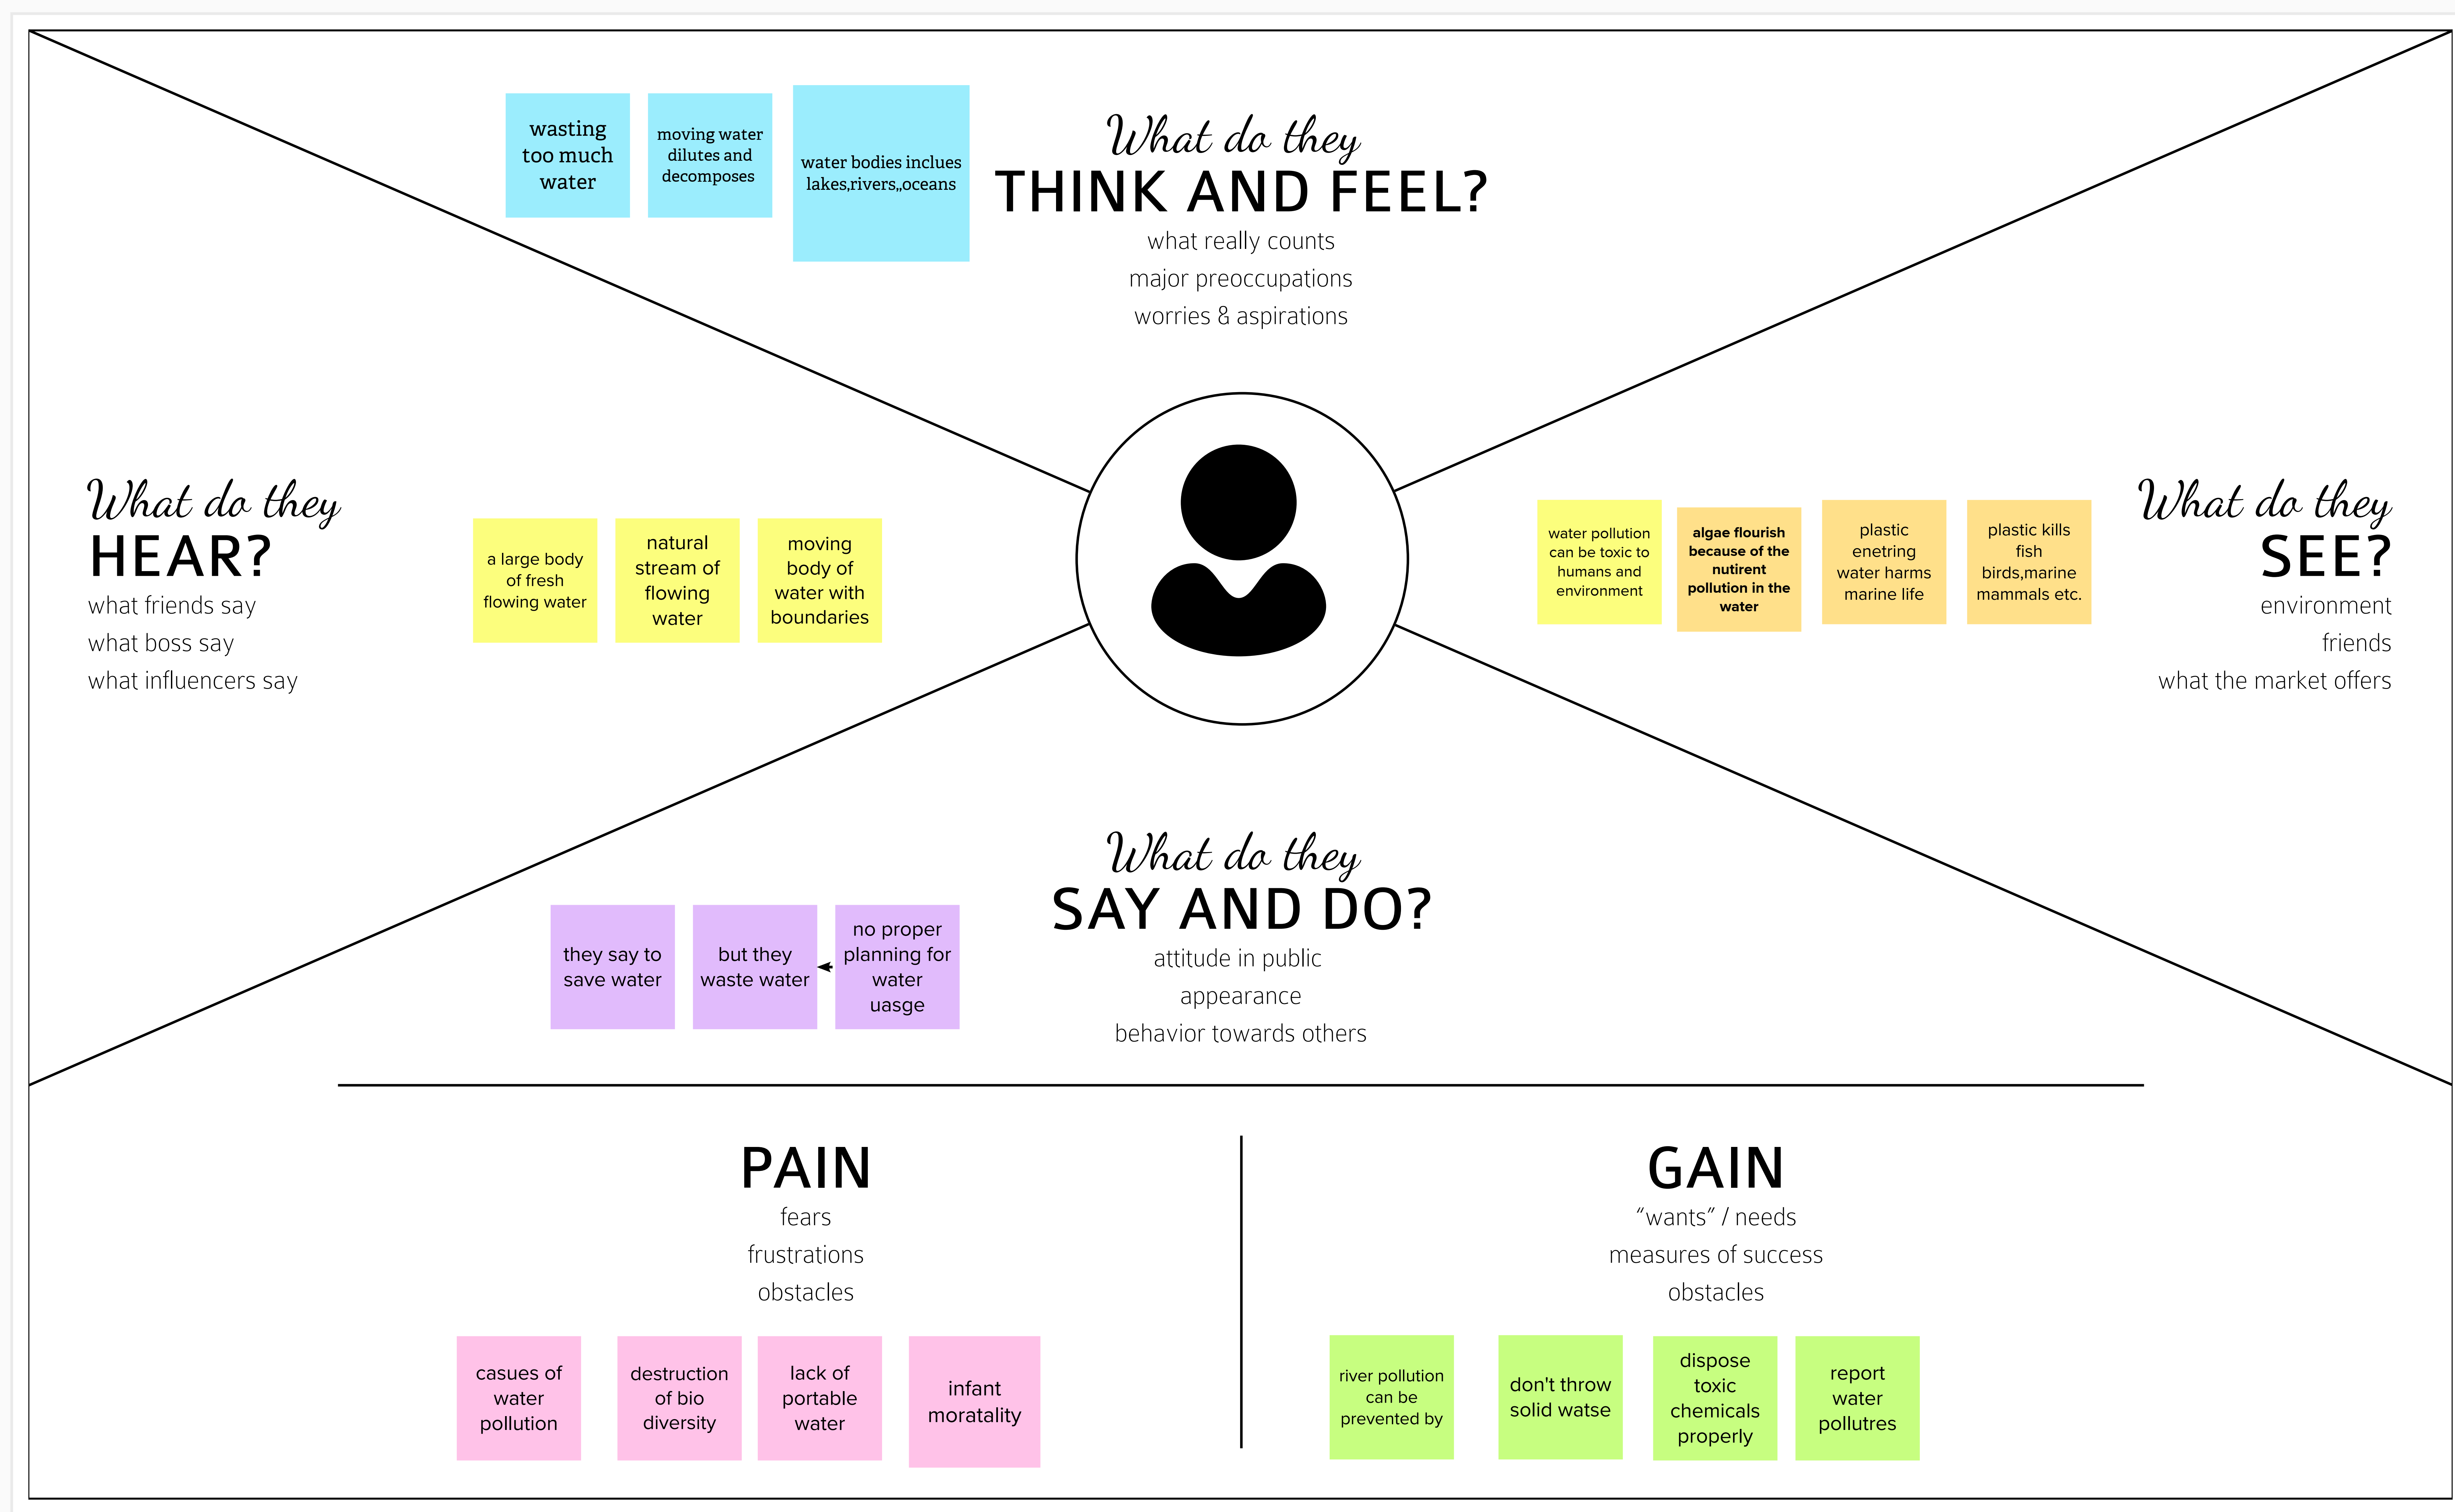 wasting
too much
water
moving water
dilutes and
decomposes
water bodies inclues
lakes,rivers,,oceans
What do they
THINK AND FEEL?
what really counts
major preoccupations
worries & aspirations
What do they
HEAR?
what friends say
what boss say
what influencers say
a large body
of fresh
flowing water
natural
stream of
flowing
water
moving
body of
water with
boundaries
water pollution
can be toxic to
humans and
environment
algae flourish
because of the
nutirent
pollution in the
water
plastic
enetring
water harms
marine life
plastic kills
fish
birds,marine
mammals etc.
What do they
SEE?
environment
friends
what the market offers
What do they
SAY AND DO?
attitude in public
appearance
behavior towards others
they say to
save water
but they
waste water
no proper
planning for
water
uasge
PAIN
fears
frustrations
obstacles
casues of
water
pollution
destruction
of bio
diversity
lack of
portable
water
infant
moratality
GAIN
“wants” / needs
measures of success
obstacles
river pollution
can be
prevented by
don't throw
solid watse
dispose
toxic
chemicals
properly
report
water
pollutres